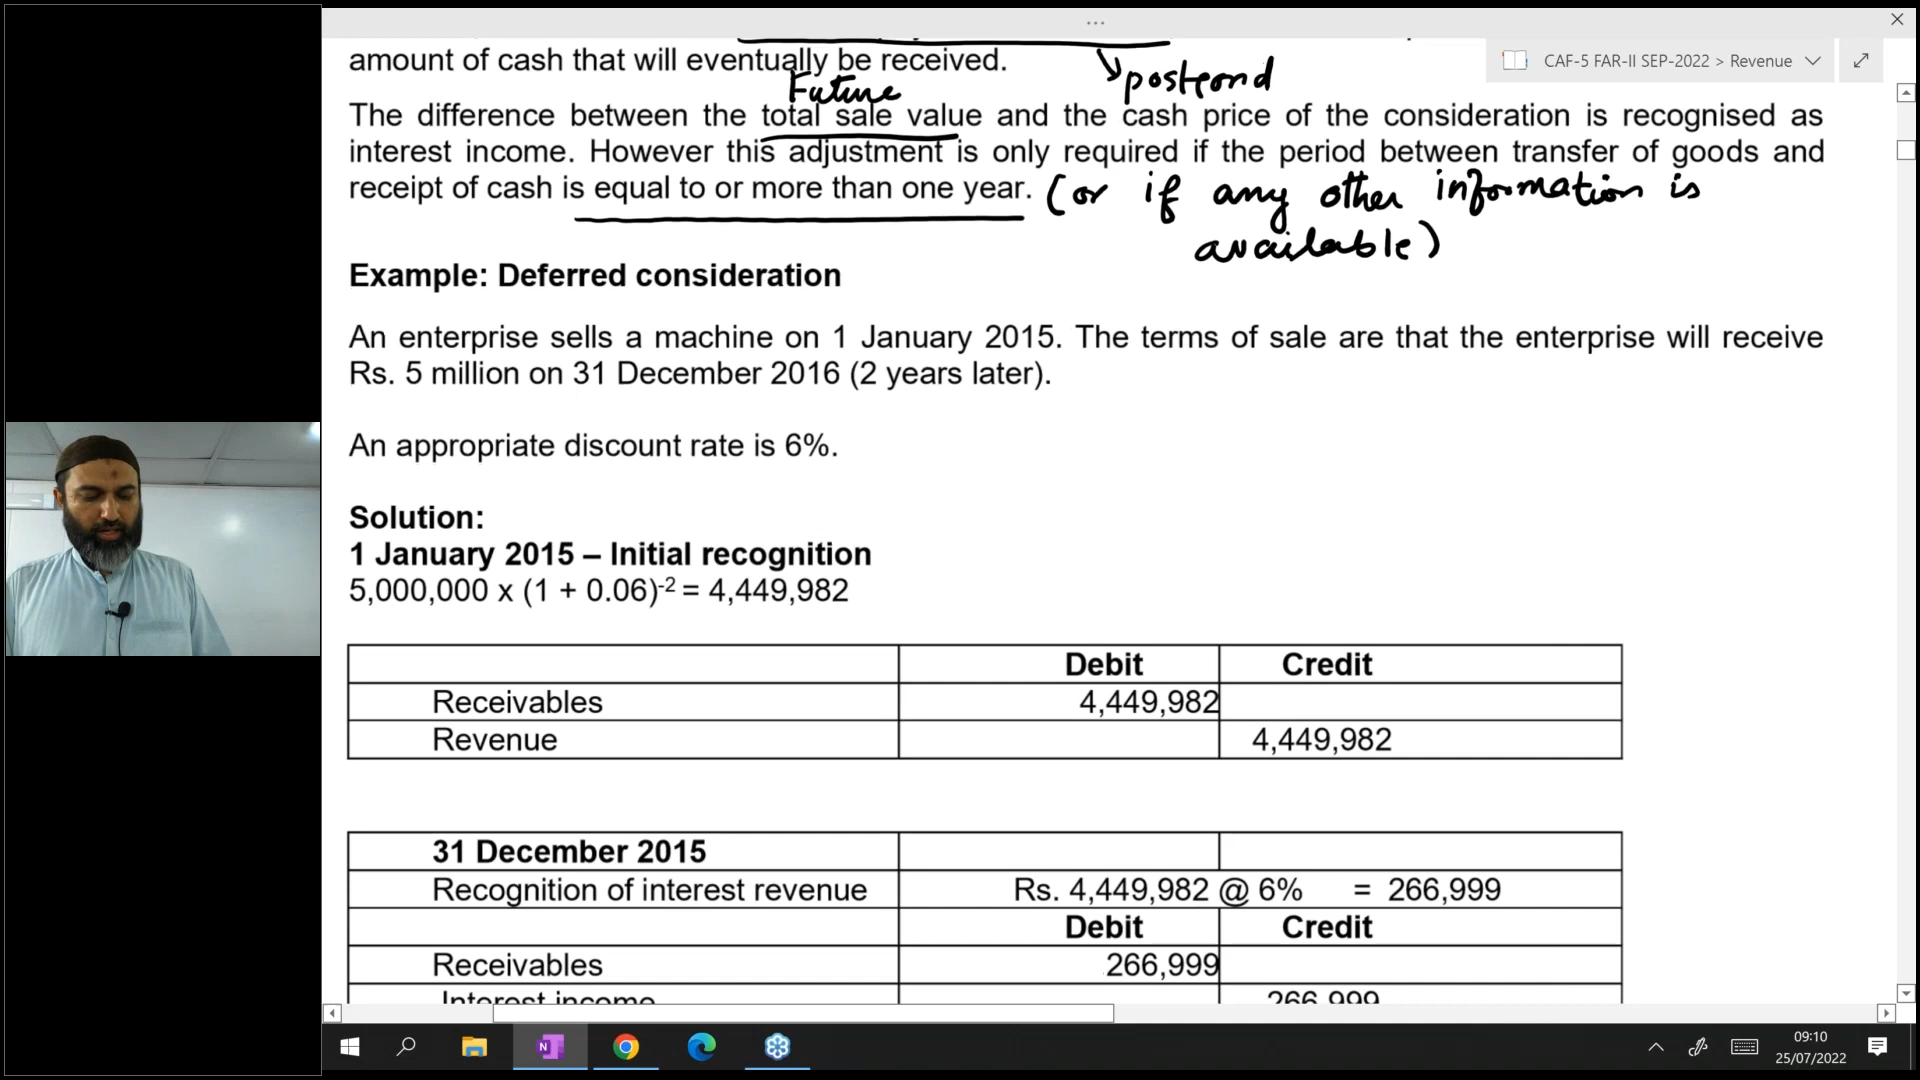 CAF-5 FAR-II SEP-2022 > Revenue
amount of cash that will eventually be received.
postpond
Future
The difference between the total sale value and the cash price of the consideration is recognised as
interest income. However this adjustment is only required if the period between transfer of goods and
receipt of cash is equal to or more than one year. (or if any other information is
available)
Example: Deferred consideration
An enterprise sells a machine on 1 January 2015. The terms of sale are that the enterprise will receive
Rs. 5 million on 31 December 2016 (2 years later).
An appropriate discount rate is 6%.
Solution:
1 January 2015 – Initial recognition
5,000,000 x (1 + 0.06)-2 = 4,449,982
Debit Credit
Receivables 4,449,982
Revenue 4,449,982
31 December 2015
Recognition of interest revenue Rs. 4,449,982 @ 6% = 266,999
Debit Credit
Receivables 266,999
Interest income 266,999
09:10
25/07/2022